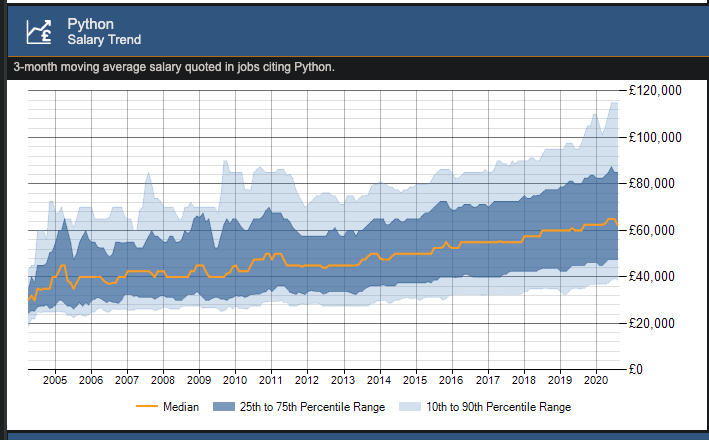 Python
Salary Trend
3-month moving average salary quoted in jobs citing Python.
£120,000
£100,000
£80,000
£60,000
£40,000
£20,000
£0
2005 2006 2007 2008 2009 2010 2011 2012 2013 2014 2015 2016 2017 2018 2019 2020
Median 25th to 75th Percentile Range 10th to 90th Percentile Range